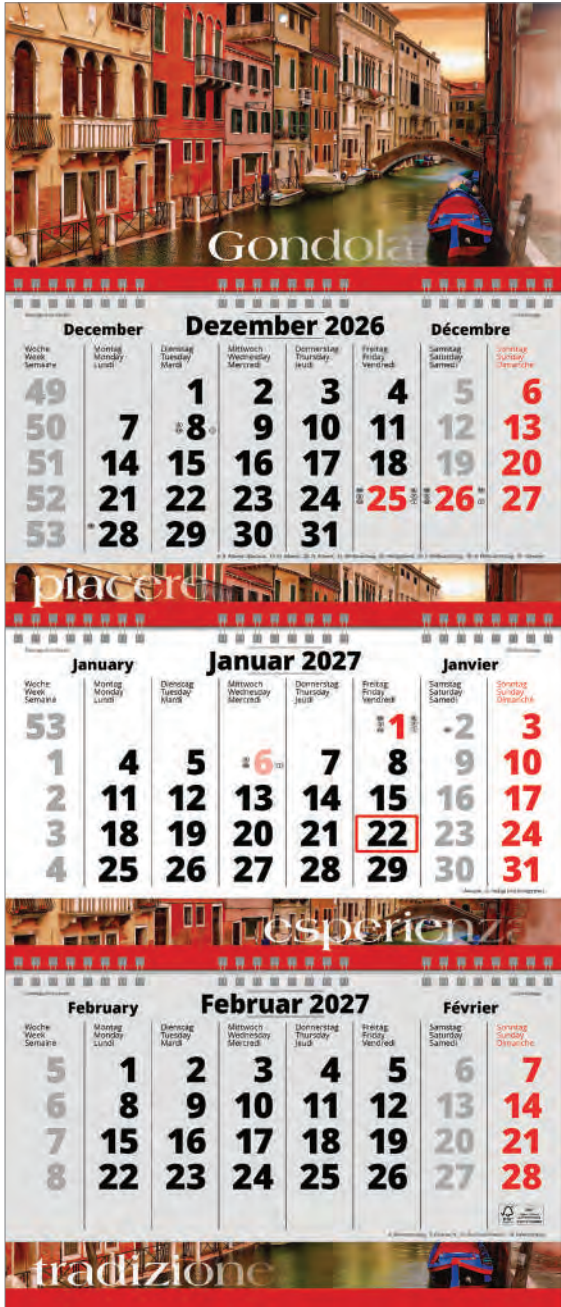 Gondola
December Dezember 2026 Décembre
Woche Montag Dienstag Mittwoch Donnerstag Freitag Samstag Sonntag
Week Monday Tuesday Wednesday Thursday Friday Saturday Sunday
Semaine Lundi Mardi Mercredi Jeudi Vendredi Samedi Dimanche
49 1 2 3 4 5 6
50 7 8 9 10 11 12 13
51 14 15 16 17 18 19 20
52 21 22 23 24 25 26 27
53 28 29 30 31
piacere
January Januar 2027 Janvier
Woche Montag Dienstag Mittwoch Donnerstag Freitag Samstag Sonntag
Week Monday Tuesday Wednesday Thursday Friday Saturday Sunday
Semaine Lundi Mardi Mercredi Jeudi Vendredi Samedi Dimanche
53 1 2 3
1 4 5 6 7 8 9 10
2 11 12 13 14 15 16 17
3 18 19 20 21 22 23 24
4 25 26 27 28 29 30 31
esperienza
February Februar 2027 Février
Woche Montag Dienstag Mittwoch Donnerstag Freitag Samstag Sonntag
Week Monday Tuesday Wednesday Thursday Friday Saturday Sunday
Semaine Lundi Mardi Mercredi Jeudi Vendredi Samedi Dimanche
5 1 2 3 4 5 6 7
6 8 9 10 11 12 13 14
7 15 16 17 18 19 20 21
8 22 23 24 25 26 27 28
tradizione